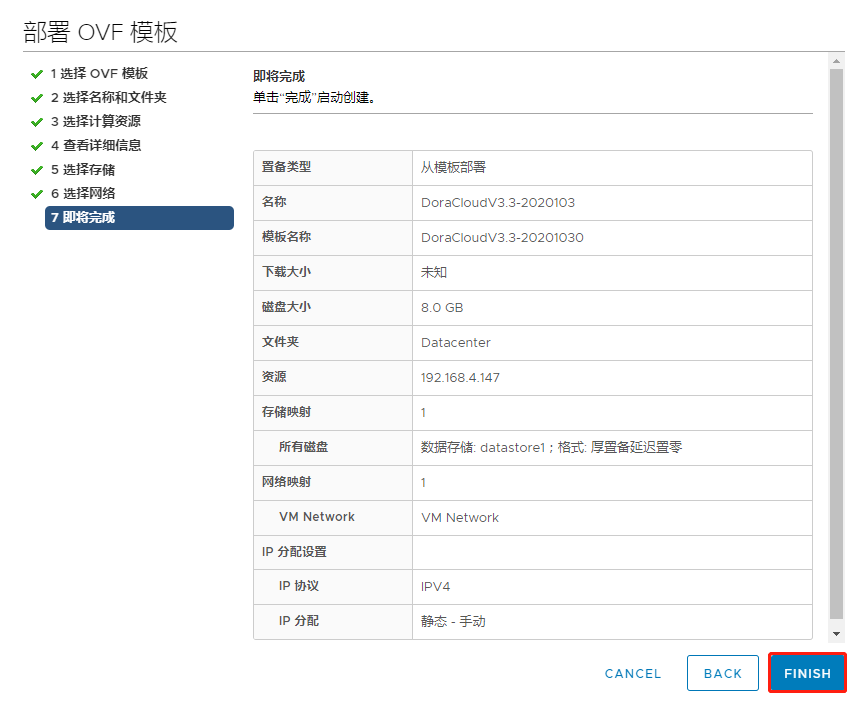 部署 OVF 模板
1 选择 OVF 模板
2 选择名称和文件夹
3 选择计算资源
4 查看详细信息
5 选择存储
6 选择网络
7 即将完成
即将完成
单击“完成”启动创建。
置备类型 从模板部署
名称 DoraCloudV3.3-2020103
模板名称 DoraCloudV3.3-20201030
下载大小 未知
磁盘大小 8.0 GB
文件夹 Datacenter
资源 192.168.4.147
存储映射 1
所有磁盘 数据存储: datastore1；格式: 厚置备延迟置零
网络映射 1
VM Network VM Network
IP 分配设置
IP 协议 IPV4
IP 分配 静态 - 手动
CANCEL BACK FINISH